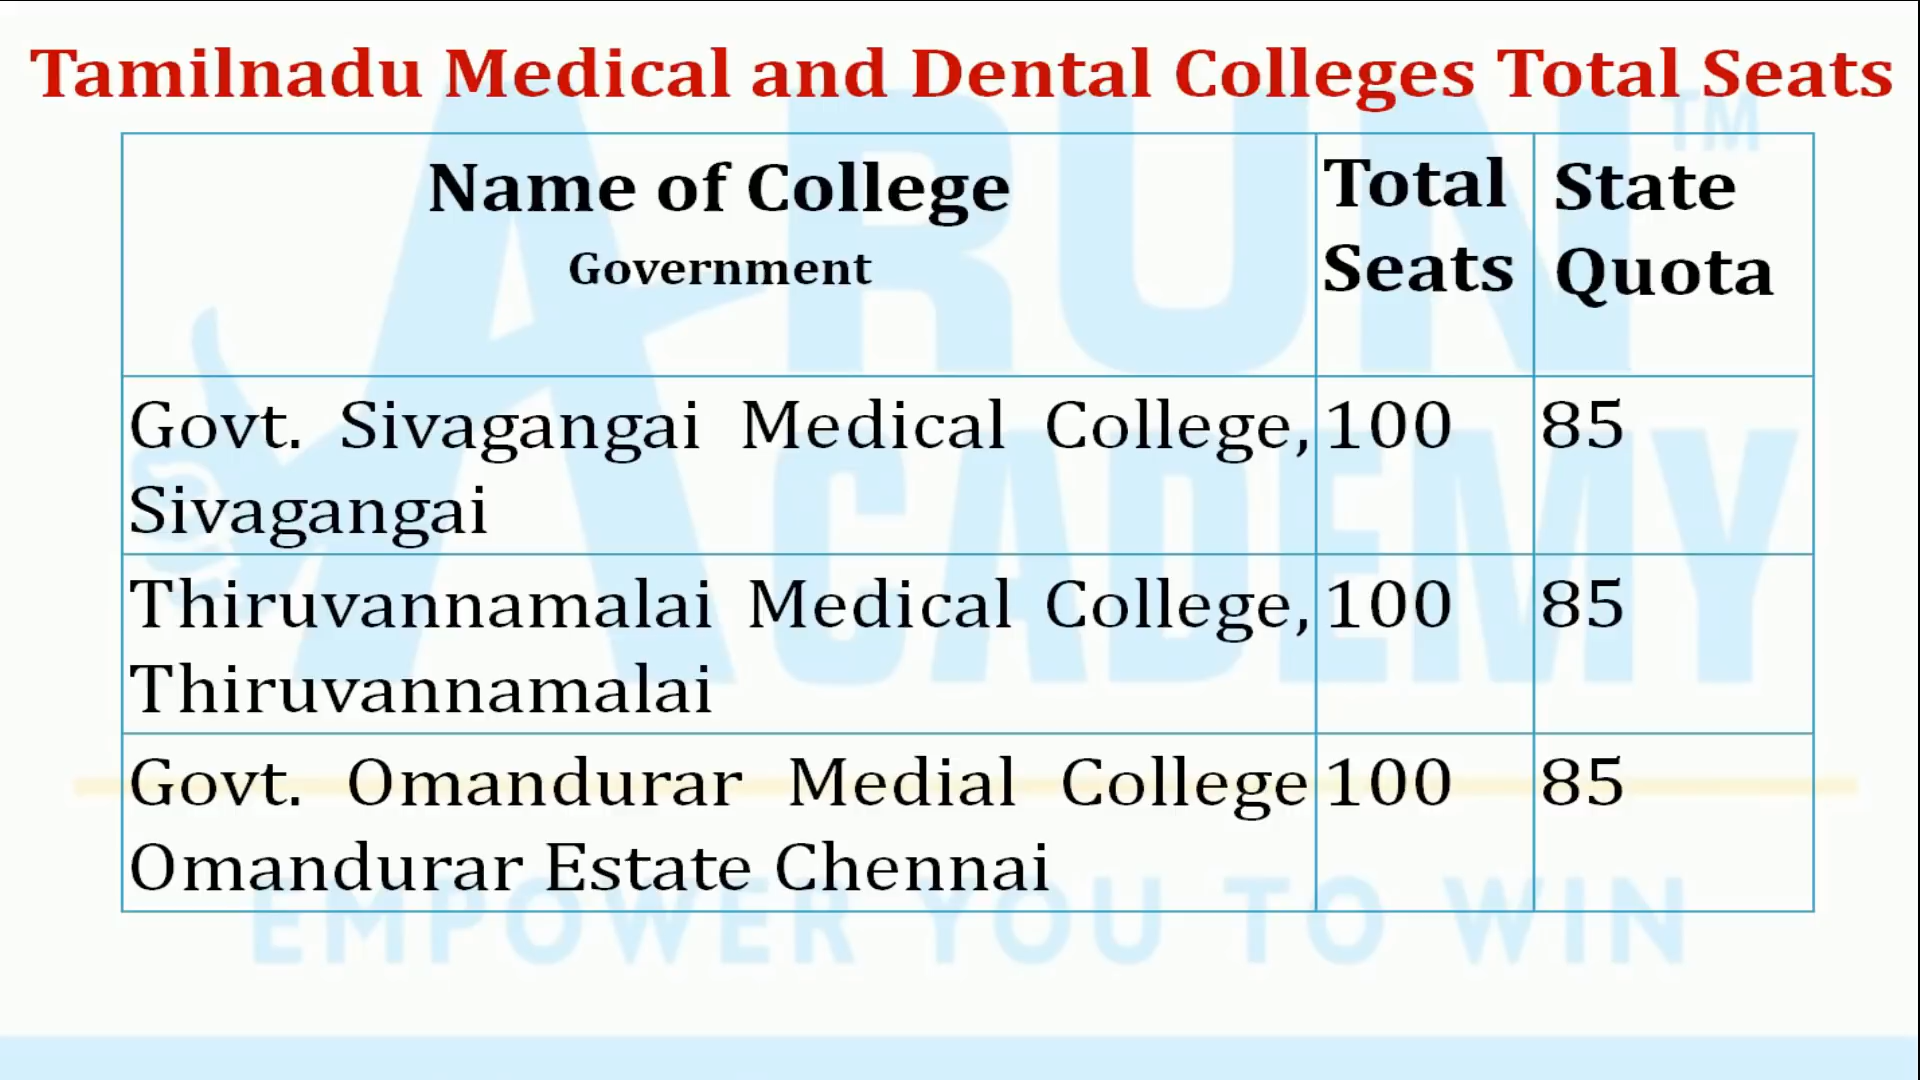 Tamilnadu Medical and Dental Colleges Total Seats
Name of College
Government
Total
Seats
State
Quota
Govt. Sivagangai Medical College,
Sivagangai
100
85
Thiruvannamalai Medical College,
Thiruvannamalai
100
85
Govt. Omandurar Medial College
Omandurar Estate Chennai
100
85
ARUN
TM
ACADEMY
EMPOWER YOU TO WIN